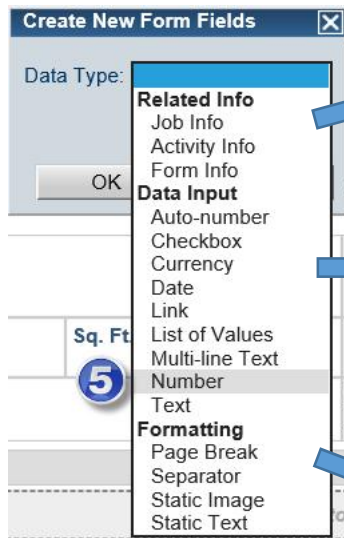 Create New Form Fields
Data Type:
Related Info
Job Info
Activity Info
Form Info
OK
Data Input
Auto-number
Checkbox
Currency
Date
Link
List of Values
Sq. Ft.
Multi-line Text
5
Number
Text
Formatting
Page Break
Separator
Static Image
Static Text